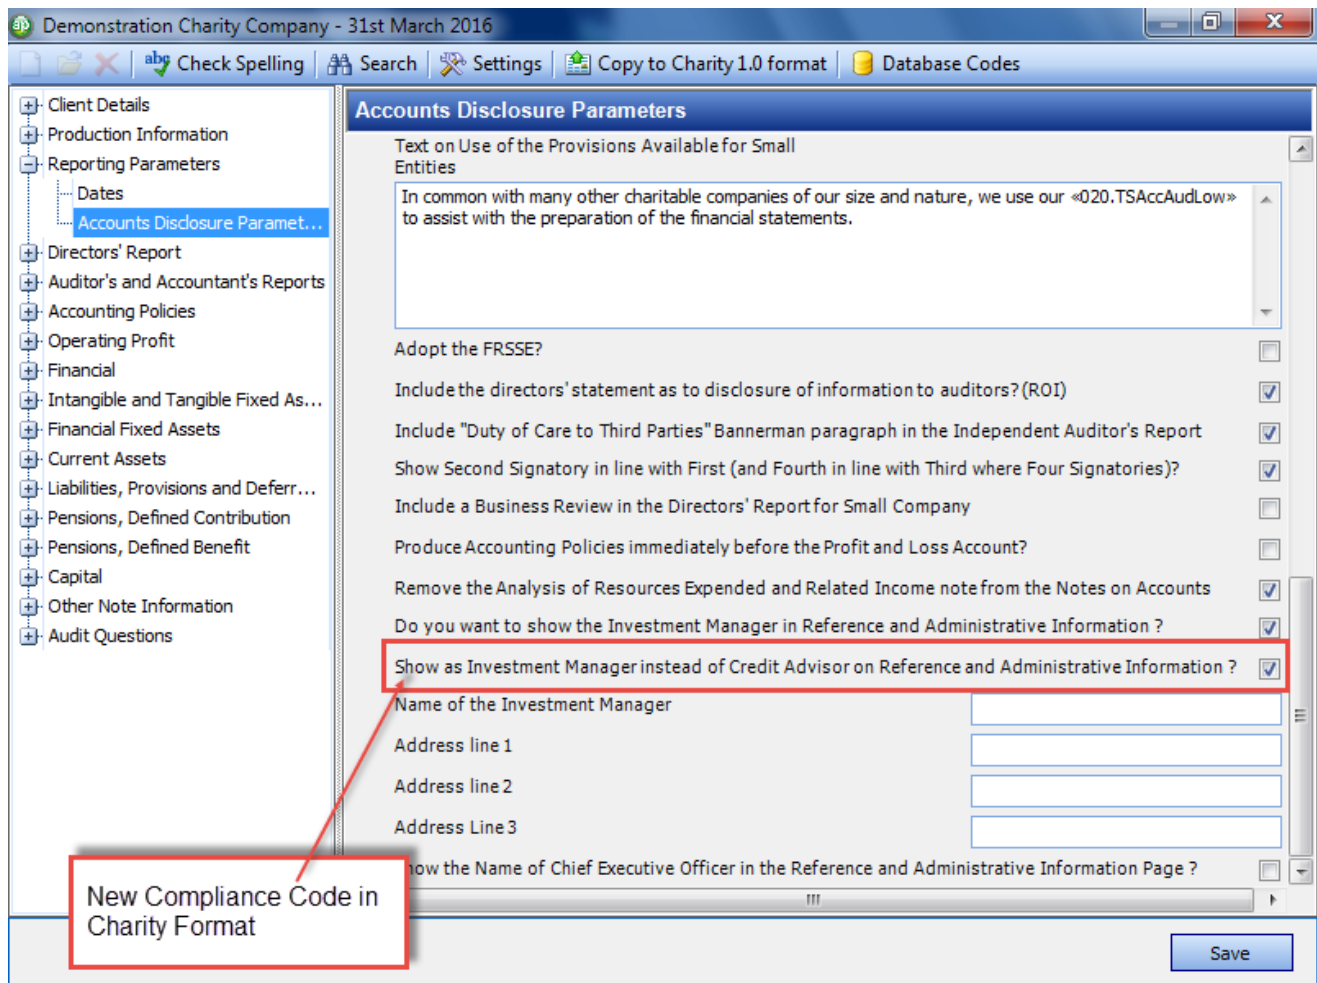 Demonstration Charity Company - 31st March 2016
Check Spelling Search Settings Copy to Charity 1.0 format Database Codes
Client Details
Production Information
Reporting Parameters
Dates
Accounts Disclosure Paramet...
Directors' Report
Auditor's and Accountant's Reports
Accounting Policies
Operating Profit
Financial
Intangible and Tangible Fixed As...
Financial Fixed Assets
Current Assets
Liabilities, Provisions and Deferr...
Pensions, Defined Contribution
Pensions, Defined Benefit
Capital
Other Note Information
Audit Questions
Accounts Disclosure Parameters
Text on Use of the Provisions Available for Small
Entities
In common with many other charitable companies of our size and nature, we use our «020.TSAccAudLow»
to assist with the preparation of the financial statements.
Adopt the FRSSE?
Include the directors' statement as to disclosure of information to auditors? (ROI)
Include "Duty of Care to Third Parties" Bannerman paragraph in the Independent Auditor's Report
Show Second Signatory in line with First (and Fourth in line with Third where Four Signatories)?
Include a Business Review in the Directors' Report for Small Company
Produce Accounting Policies immediately before the Profit and Loss Account?
Remove the Analysis of Resources Expended and Related Income note from the Notes on Accounts
Do you want to show the Investment Manager in Reference and Administrative Information ?
Show as Investment Manager instead of Credit Advisor on Reference and Administrative Information ?
Name of the Investment Manager
Address line 1
Address line 2
Address Line 3
how the Name of Chief Executive Officer in the Reference and Administrative Information Page ?
New Compliance Code in
Charity Format
Save